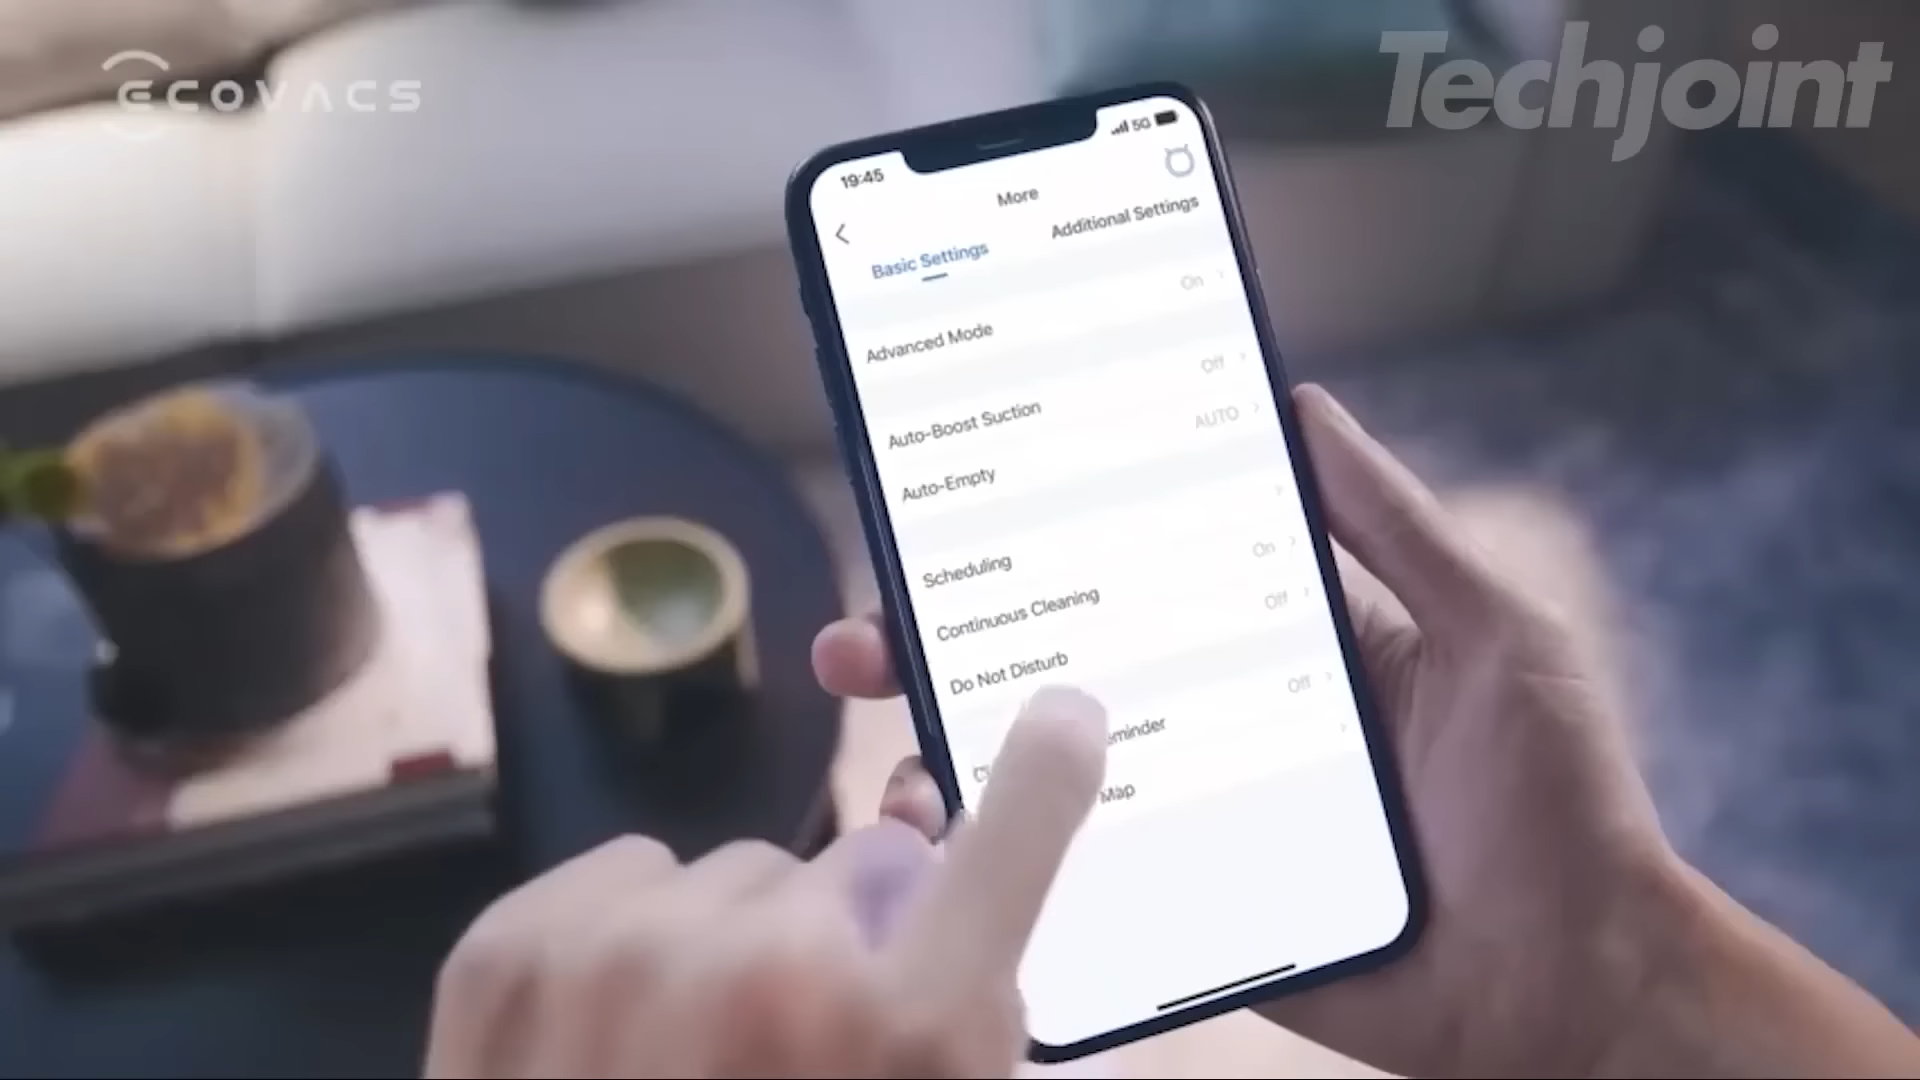 ECOVACS
Techjoint
19:45
5G
More
Basic Settings
Additional Settings
Advanced Mode On
Auto-Boost Suction Off
Auto-Empty AUTO
Scheduling
Continuous Cleaning On
Do Not Disturb Off
Off
Map